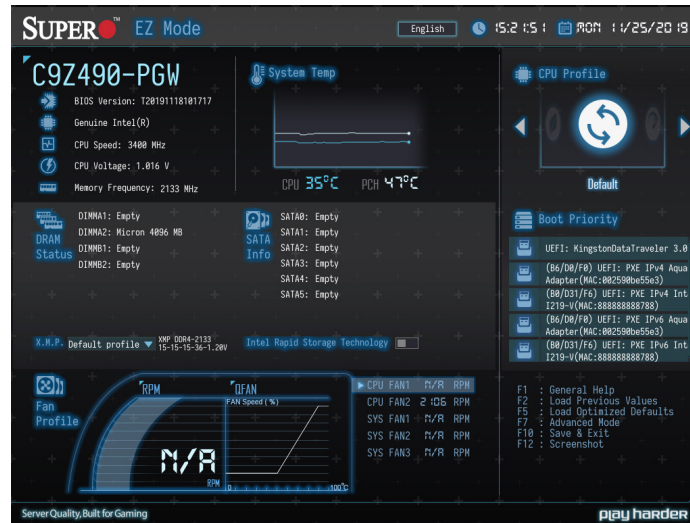 SUPER™ EZ Mode
English
15:21:51 MON 11/25/2019
C9Z490-PGW
BIOS Version: T20191118101717
Genuine Intel(R)
CPU Speed: 3400 MHz
CPU Voltage: 1.016 V
Memory Frequency: 2133 MHz
System Temp
CPU 35°C PCH 47°C
CPU Profile
Default
DRAM Status
DIMMA1: Empty
DIMMA2: Micron 4096 MB
DIMMB1: Empty
DIMMB2: Empty
SATA Info
SATA0: Empty
SATA1: Empty
SATA2: Empty
SATA3: Empty
SATA4: Empty
SATA5: Empty
X.M.P. Default profile XMP DDR4-2133
15-15-15-36-1.20V
Intel Rapid Storage Technology
Boot Priority
UEFI: KingstonDataTraveler 3.0
(B6/D0/F0) UEFI: PXE IPv4 Aqua
Adapter(MAC:002590be55e3)
(B0/D31/F6) UEFI: PXE IPv4 Int
I219-V(MAC:888888888788)
(B6/D0/F0) UEFI: PXE IPv6 Aqua
Adapter(MAC:002590be55e3)
(B0/D31/F6) UEFI: PXE IPv6 Int
I219-V(MAC:888888888788)
Fan
Profile
RPM
N/A
RPM
QFAN
FAN Speed ( % )
0
100°C
CPU FAN1 N/A RPM
CPU FAN2 2106 RPM
SYS FAN1 N/A RPM
SYS FAN2 N/A RPM
SYS FAN3 N/A RPM
F1 : General Help
F2 : Load Previous Values
F5 : Load Optimized Defaults
F7 : Advanced Mode
F10 : Save & Exit
F12 : Screenshot
Server Quality, Built for Gaming
play harder